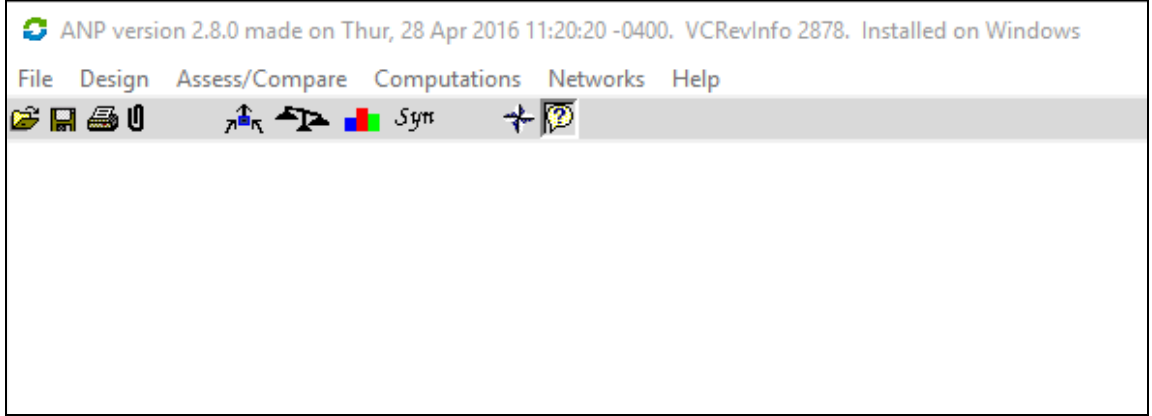 ANP version 2.8.0 made on Thur, 28 Apr 2016 11:20:20 -0400.  VCRevInfo 2878.  Installed on Windows
File Design Assess/Compare Computations Networks Help
Syn ?